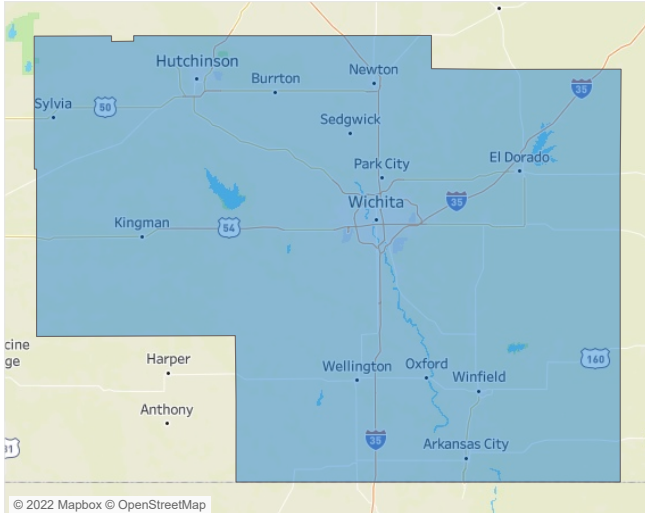 Hutchinson
Newton
Burrton
35
Sylvia
50
Sedgwick
Park City
El Dorado
Wichita
35
Kingman
54
cine
ge
Harper
160
Wellington
Oxford
Winfield
Anthony
35
Arkansas City
31
© 2022 Mapbox © OpenStreetMap